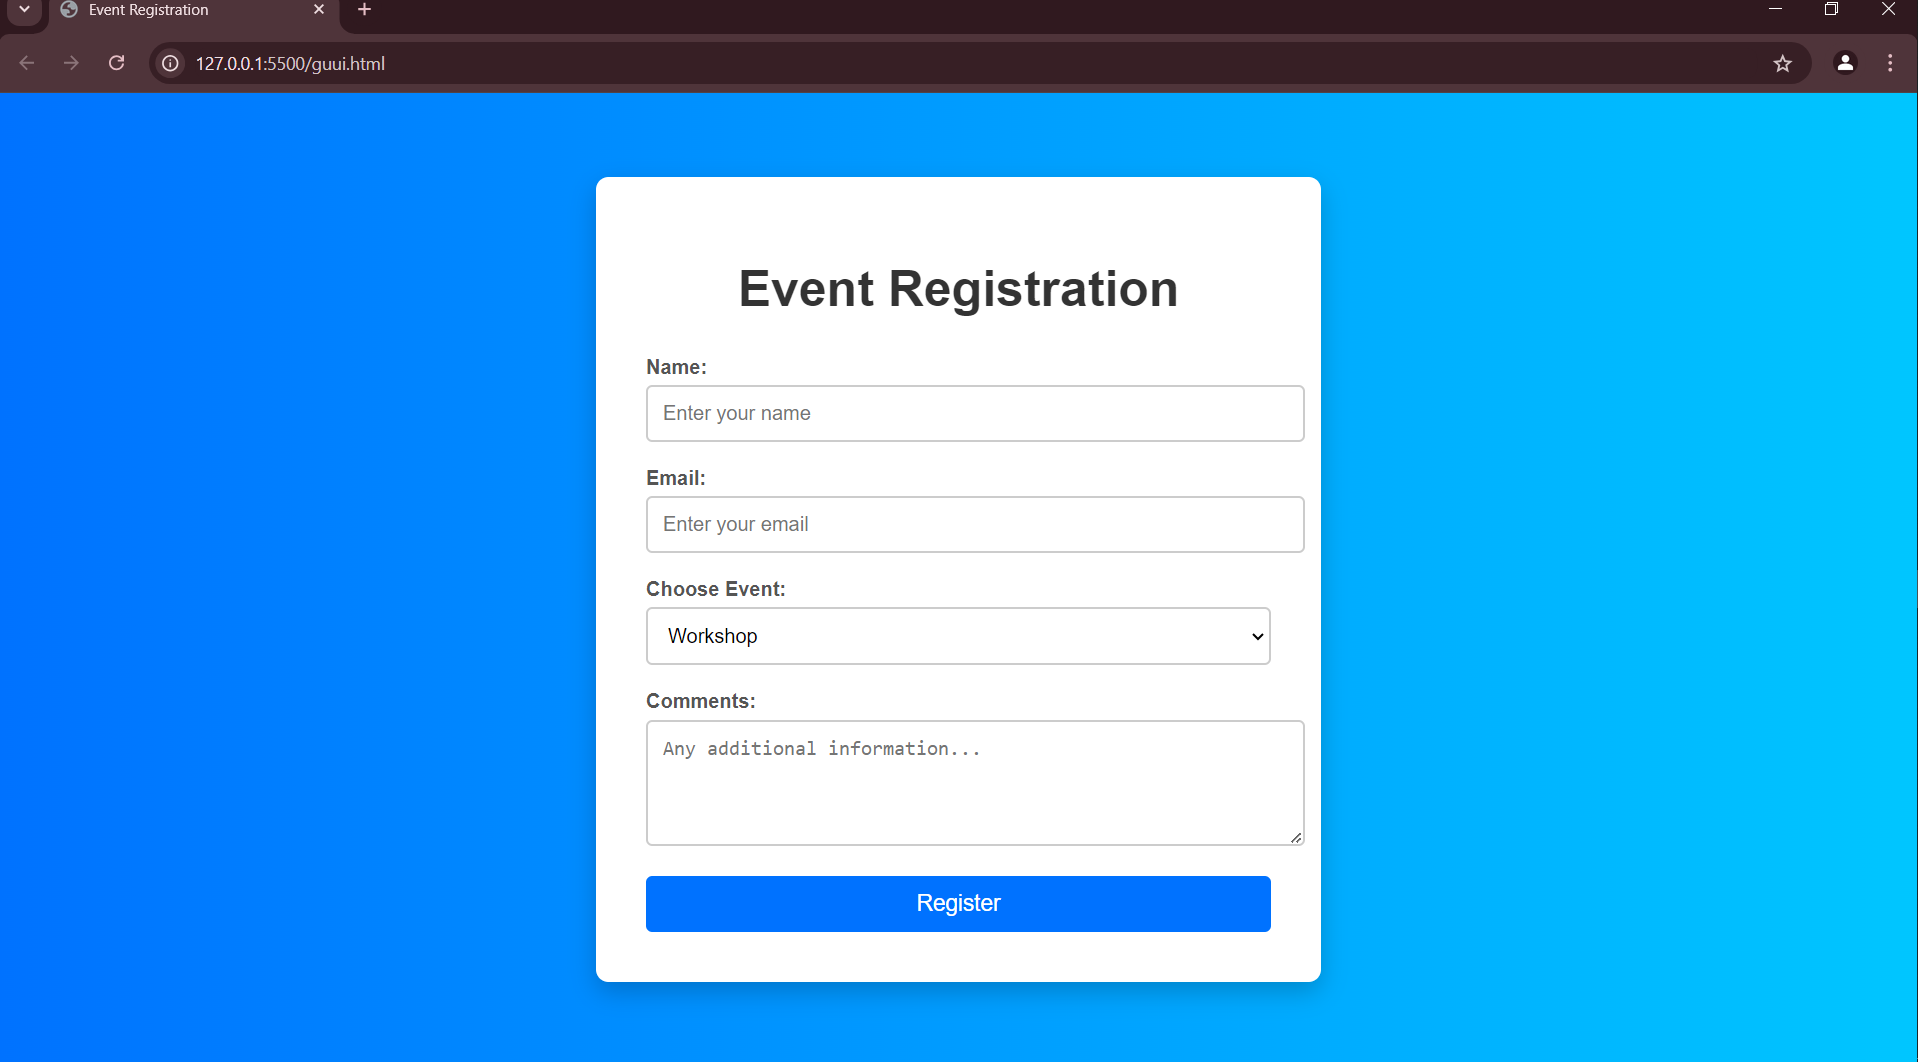 Event Registration
127.0.0.1:5500/guui.html
Event Registration
Name:
Enter your name
Email:
Enter your email
Choose Event:
Workshop
Comments:
Any additional information...
Register